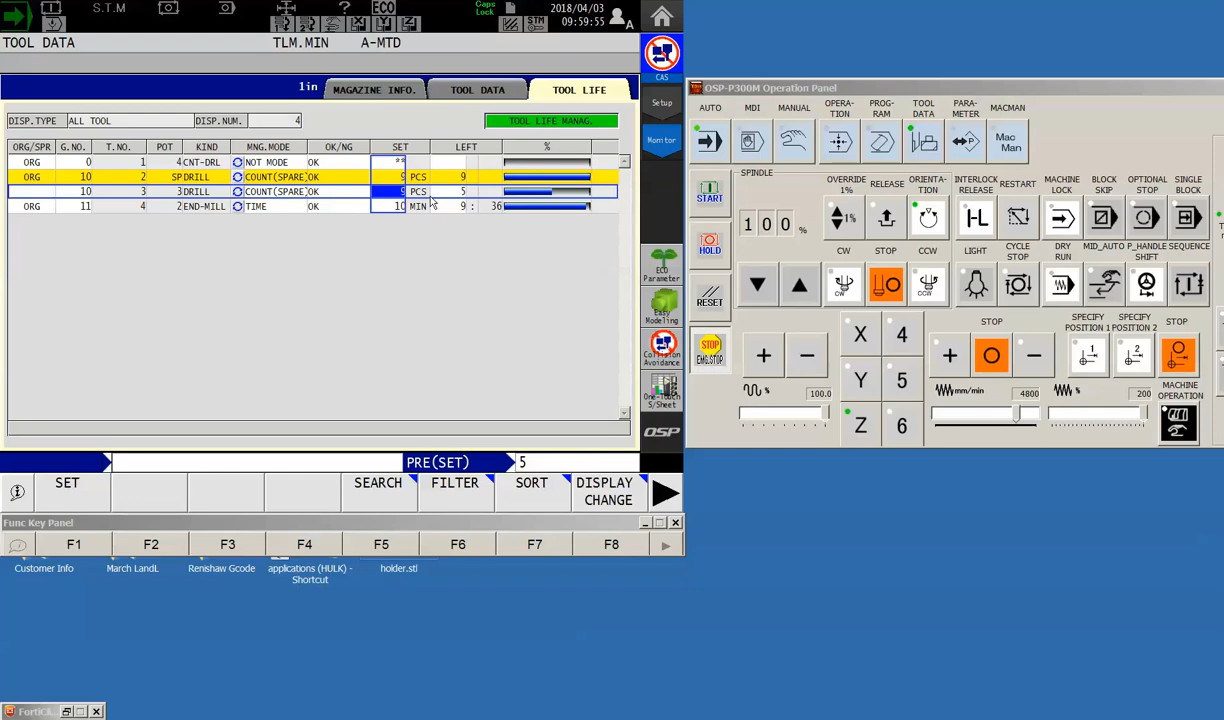 S.T.M
?
ECO
Caps Lock
STM
2018/04/03
09:59:55
A
TOOL DATA
TLM.MIN
A-MTD
CAS
1in
MAGAZINE INFO.
TOOL DATA
TOOL LIFE
Setup
DISP.TYPE ALL TOOL DISP.NUM. 4
TOOL LIFE MANAG.
Monitor
ORG/SPR G.NO. T.NO. POT KIND MNG.MODE OK/NG SET LEFT %
ORG 0 1 4 CNT-DRL NOT MODE OK **
ORG 10 2 SP DRILL COUNT(SPARE) OK 9 PCS 9
10 3 3 DRILL COUNT(SPARE) OK 9 PCS 5
ORG 11 4 2 END-MILL TIME OK 10 MIN 9 : 36
ECO Parameter
Easy Modeling
Collision Avoidance
One-Touch S/Sheet
OSP
PRE(SET) 5
SET
SEARCH
FILTER
SORT
DISPLAY CHANGE
Func Key Panel
F1 F2 F3 F4 F5 F6 F7 F8
Customer Info
March LandL
Renishaw Gcode
applications (HULK) - Shortcut
holder.stl
OSP-P300M Operation Panel
AUTO
MDI
MANUAL
OPERA-TION
PROG-RAM
TOOL DATA
PARA-METER
MACMAN
Mac Man
SPINDLE
OVERRIDE 1%
RELEASE
ORIENTA-TION
INTERLOCK RELEASE
RESTART
MACHINE LOCK
BLOCK SKIP
OPTIONAL STOP
SINGLE BLOCK
START
100 %
1%
I-L
HOLD
CW
STOP
CCW
LIGHT
CYCLE STOP
DRY RUN
MID_AUTO
P_HANDLE SHIFT
SEQUENCE
RESET
CW
CCW
STOP EMG.STOP
X 4
Y 5
Z 6
STOP
SPECIFY POSITION 1
SPECIFY POSITION 2
STOP
+ −
+ −
1
2
% 100.0
mm/min 4800
% 200
MACHINE OPERATION